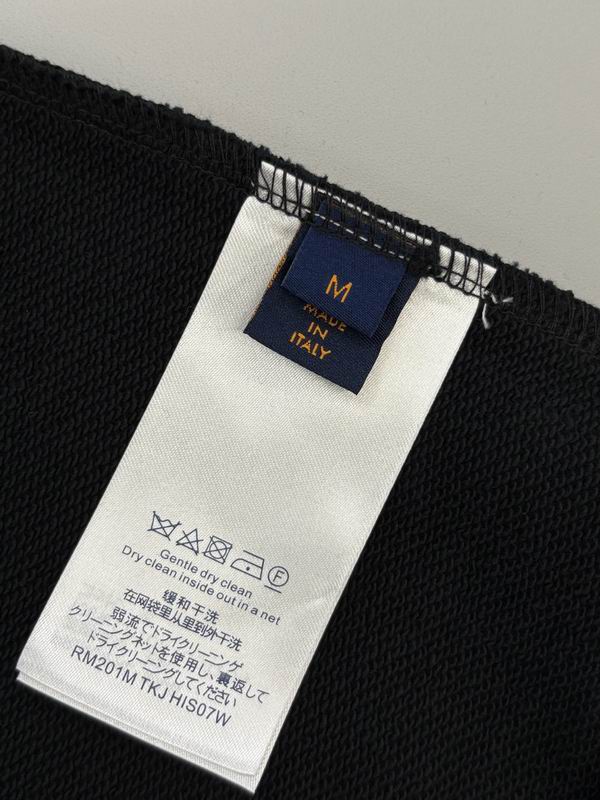 M
MADE
IN
ITALY
Gentle dry clean
Dry clean inside out in a net
缓和干洗
在网袋里从里到外干洗
弱流でドライクリーニング
クリーニングネットを使用し、裏返して
ドライクリーニングしてください
RM201M TKJ HIS07W